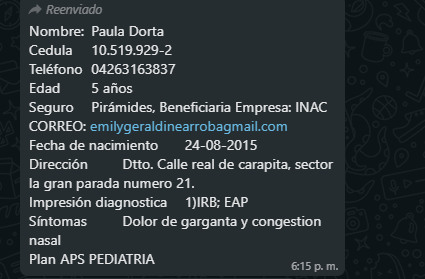 Reenviado
Nombre: Paula Dorta
Cedula 10.519.929-2
Teléfono 04263163837
Edad 5 años
Seguro Pirámides, Beneficiaria Empresa: INAC
CORREO: emilygeraldinearrobagmail.com
Fecha de nacimiento 24-08-2015
Dirección Dtto. Calle real de carapita, sector
la gran parada numero 21.
Impresión diagnostica 1)IRB; EAP
Síntomas Dolor de garganta y congestion
nasal
Plan APS PEDIATRIA
6:15 p. m.